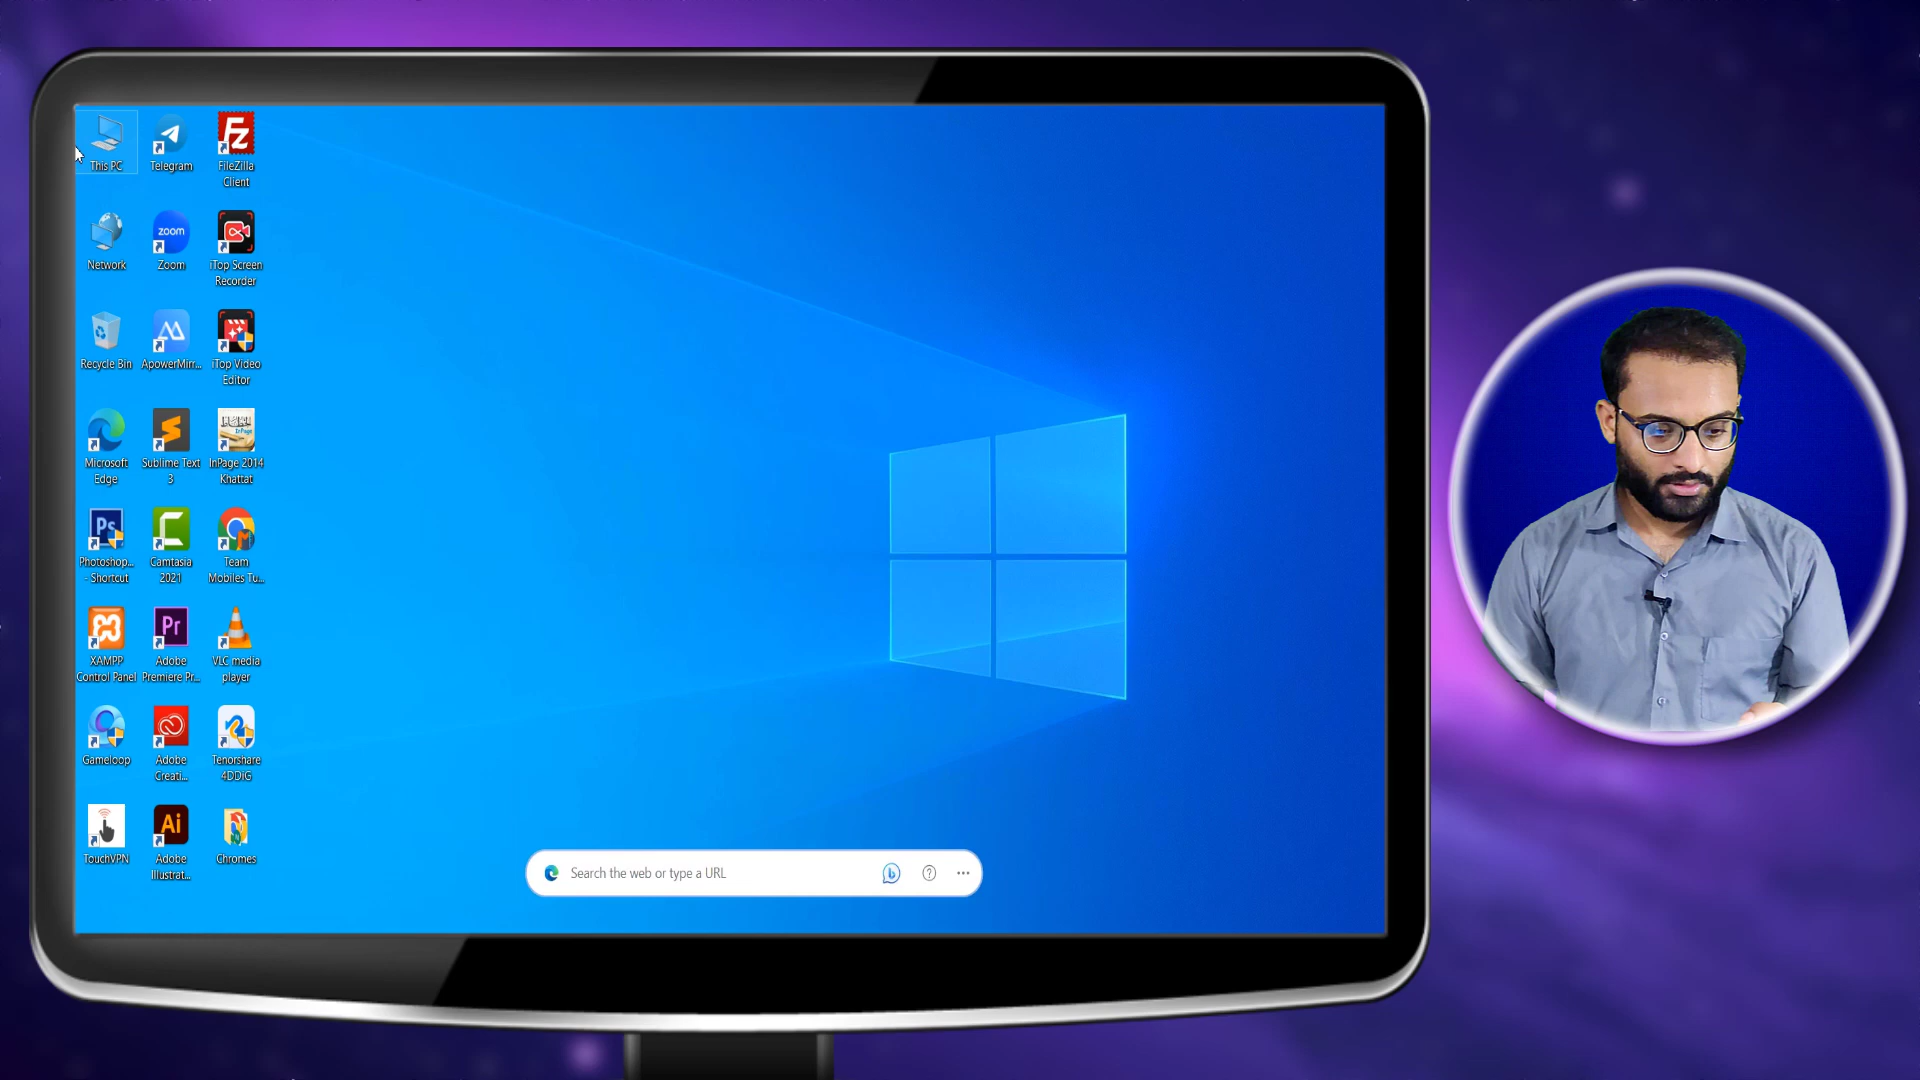 This PC
Telegram
FileZilla
Client
Network
zoom
Zoom
iTop Screen
Recorder
Recycle Bin
ApowerMirr...
iTop Video
Editor
Microsoft
Edge
Sublime Text
3
InPage
InPage 2014
Khattat
Ps
Photoshop...
- Shortcut
Camtasia
2021
Team
Mobiles Tu...
XAMPP
Control Panel
Pr
Adobe
Premiere Pr...
VLC media
player
Gameloop
Adobe
Creati...
Tenorshare
4DDiG
TouchVPN
Ai
Adobe
Illustrat...
Chromes
Search the web or type a URL